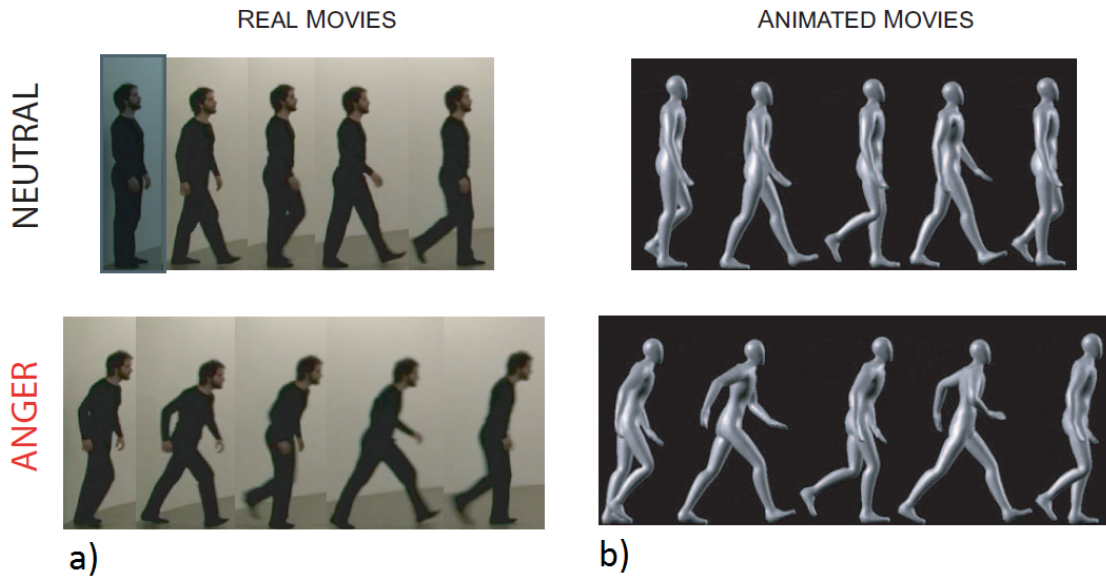 REAL MOVIES
ANIMATED MOVIES
NEUTRAL
ANGER
a)
b)